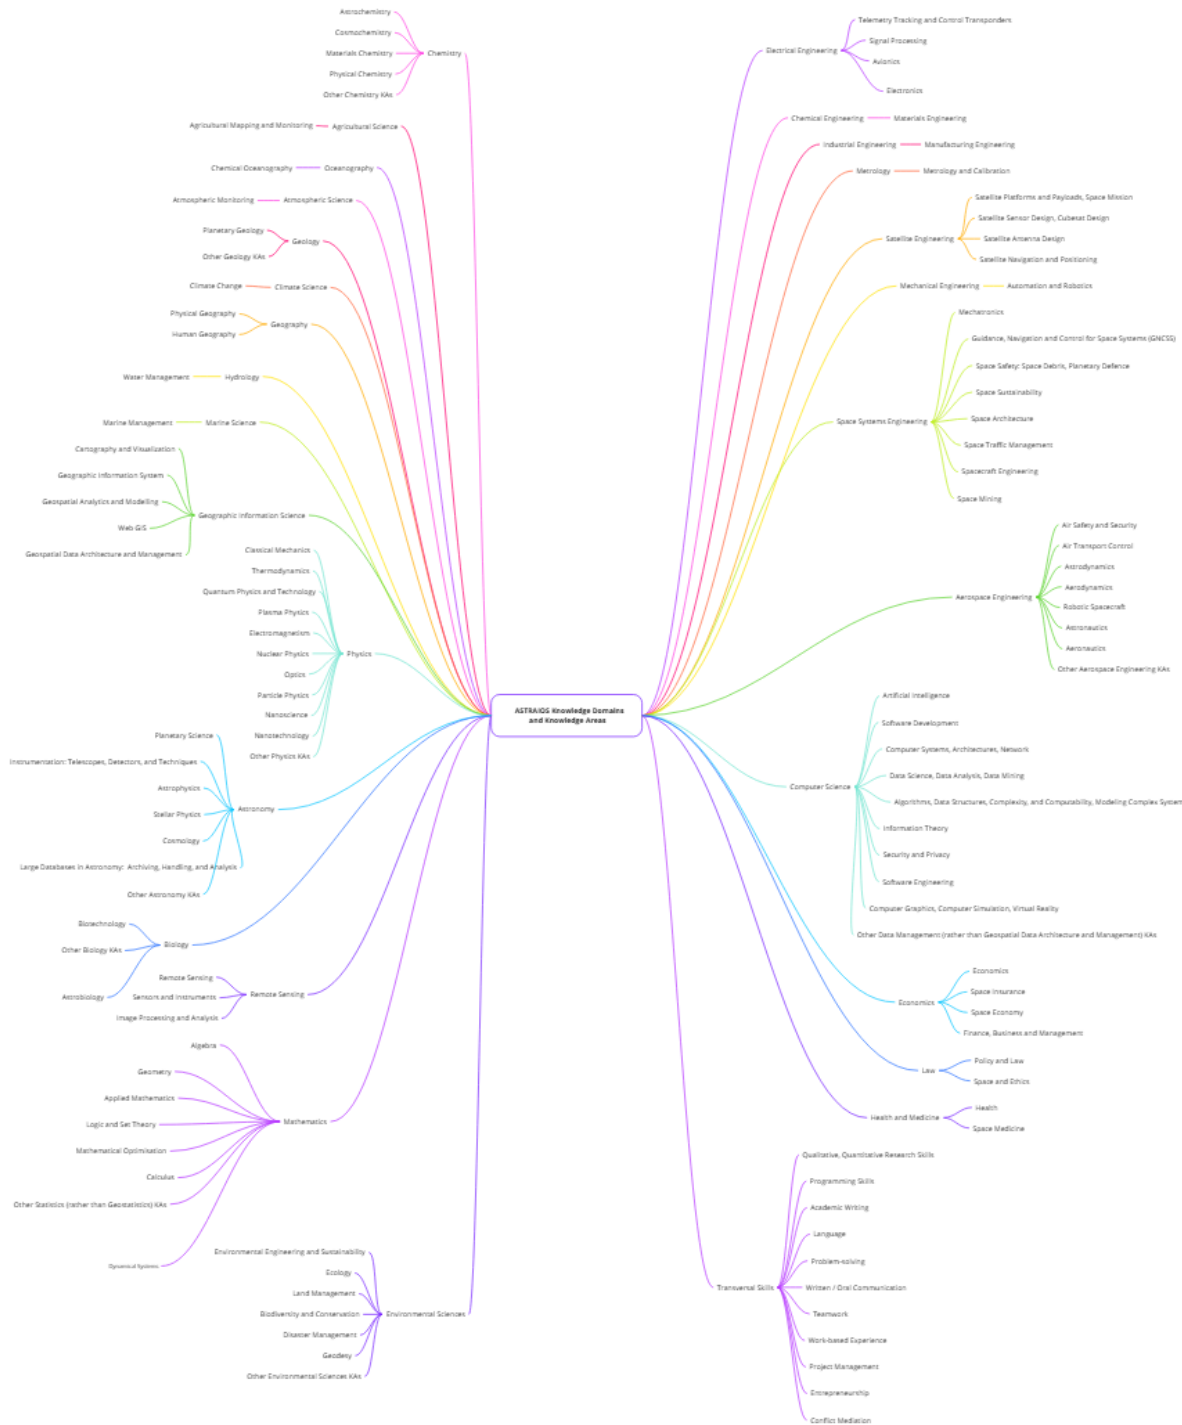 Astrochemistry
Cosmochemistry
Materials Chemistry
Physical Chemistry
Other Chemistry KAs
Chemistry
Agricultural Mapping and Monitoring
Agricultural Science
Chemical Oceanography
Oceanography
Atmospheric Monitoring
Atmospheric Science
Planetary Geology
Other Geology KAs
Geology
Climate Change
Climate Science
Physical Geography
Human Geography
Geography
Water Management
Hydrology
Marine Management
Marine Science
Cartography and Visualization
Geographic Information System
Geospatial Analytics and Modelling
Web GIS
Geospatial Data Architecture and Management
Geographic Information Science
Classical Mechanics
Thermodynamics
Quantum Physics and Technology
Plasma Physics
Electromagnetism
Nuclear Physics
Optics
Particle Physics
Nanoscience
Nanotechnology
Other Physics KAs
Physics
Planetary Science
Instrumentation: Telescopes, Detectors, and Techniques
Astrophysics
Stellar Physics
Cosmology
Large Databases in Astronomy: Archiving, Handling, and Analysis
Other Astronomy KAs
Astronomy
Biotechnology
Other Biology KAs
Astrobiology
Biology
Remote Sensing
Sensors and Instruments
Image Processing and Analysis
Remote Sensing
Algebra
Geometry
Applied Mathematics
Logic and Set Theory
Mathematical Optimisation
Calculus
Other Statistics (rather than Geostatistics) KAs
Dynamical Systems
Mathematics
Environmental Engineering and Sustainability
Ecology
Land Management
Biodiversity and Conservation
Disaster Management
Geodesy
Other Environmental Sciences KAs
Environmental Sciences
ASTRAIOS Knowledge Domains
and Knowledge Areas
Electrical Engineering
Telemetry Tracking and Control Transponders
Signal Processing
Avionics
Electronics
Chemical Engineering
Materials Engineering
Industrial Engineering
Manufacturing Engineering
Metrology
Metrology and Calibration
Satellite Engineering
Satellite Platforms and Payloads, Space Mission
Satellite Sensor Design, Cubesat Design
Satellite Antenna Design
Satellite Navigation and Positioning
Mechanical Engineering
Automation and Robotics
Space Systems Engineering
Mechatronics
Guidance, Navigation and Control for Space Systems (GNCSS)
Space Safety: Space Debris, Planetary Defence
Space Sustainability
Space Architecture
Space Traffic Management
Spacecraft Engineering
Space Mining
Aerospace Engineering
Air Safety and Security
Air Transport Control
Astrodynamics
Aerodynamics
Robotic Spacecraft
Astronautics
Aeronautics
Other Aerospace Engineering KAs
Computer Science
Artificial Intelligence
Software Development
Computer Systems, Architectures, Network
Data Science, Data Analysis, Data Mining
Algorithms, Data Structures, Complexity, and Computability, Modeling Complex System
Information Theory
Security and Privacy
Software Engineering
Computer Graphics, Computer Simulation, Virtual Reality
Other Data Management (rather than Geospatial Data Architecture and Management) KAs
Economics
Economics
Space Insurance
Space Economy
Finance, Business and Management
Law
Policy and Law
Space and Ethics
Health and Medicine
Health
Space Medicine
Transversal Skills
Qualitative, Quantitative Research Skills
Programming Skills
Academic Writing
Language
Problem-solving
Written / Oral Communication
Teamwork
Work-based Experience
Project Management
Entrepreneurship
Conflict Mediation